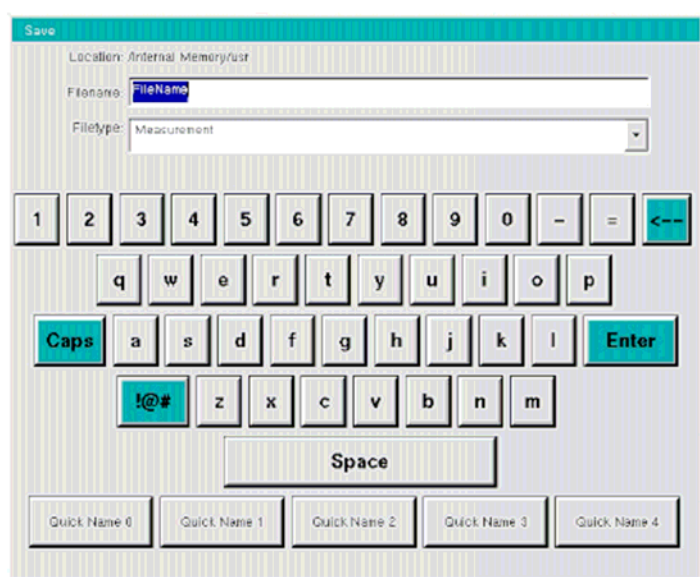 Save
Location: /Internal Memory/usr
Filename: FileName
Filetype: Measurement
1 2 3 4 5 6 7 8 9 0 - = <--
q w e r t y u i o p
Caps a s d f g h j k l Enter
!@# z x c v b n m
Space
Quick Name 0 Quick Name 1 Quick Name 2 Quick Name 3 Quick Name 4